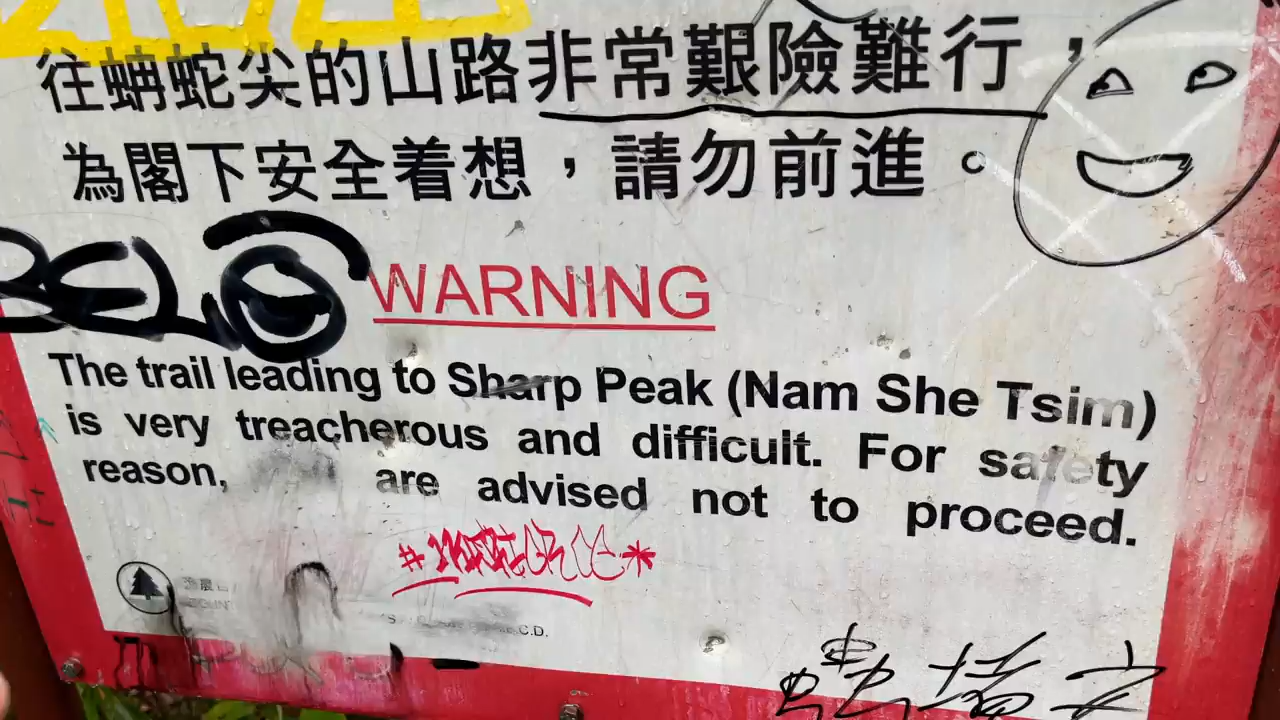 往蚺蛇尖的山路非常艱險難行，
為閣下安全着想，請勿前進。
BELO
WARNING
The trail leading to Sharp Peak (Nam She Tsim)
is very treacherous and difficult. For safety
reason, are advised not to proceed.
C.D.